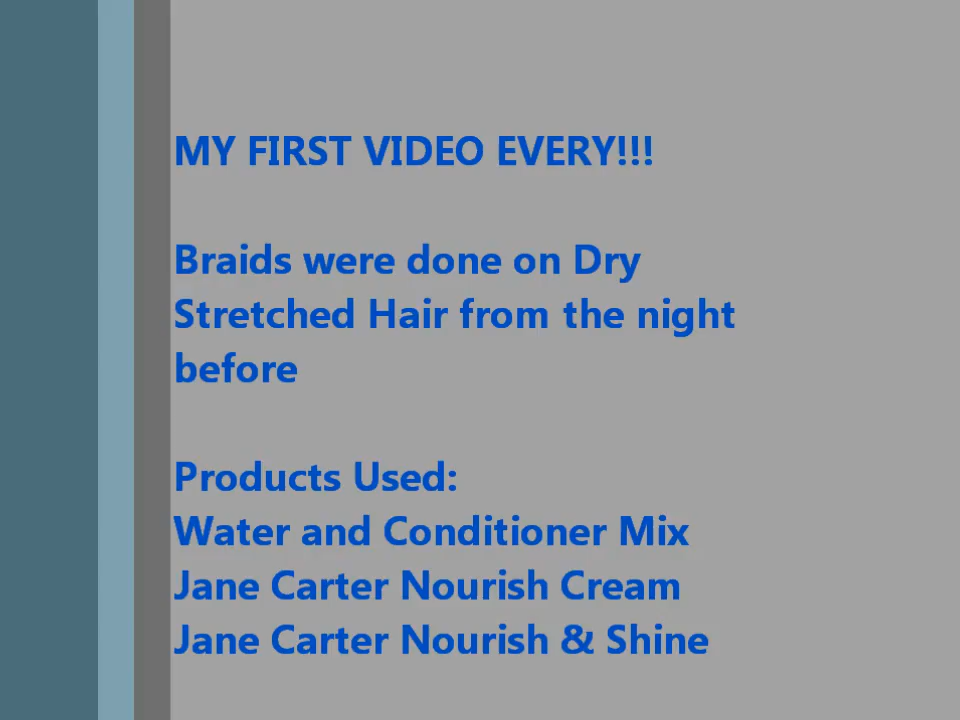 MY FIRST VIDEO EVERY!!!
Braids were done on Dry
Stretched Hair from the night
before
Products Used:
Water and Conditioner Mix
Jane Carter Nourish Cream
Jane Carter Nourish & Shine